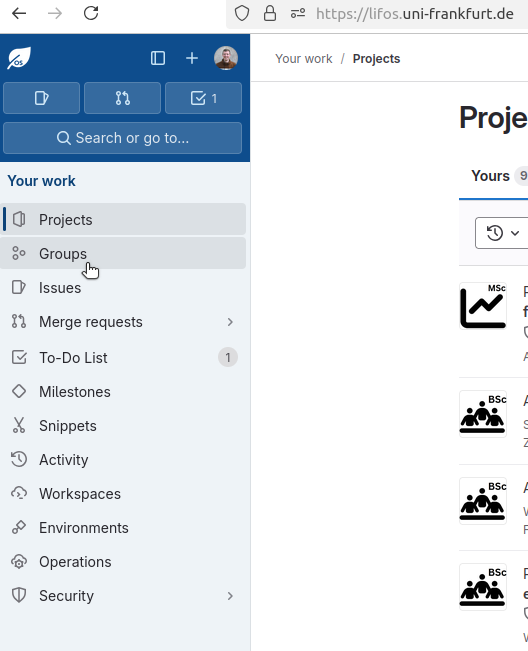 https://lifos.uni-frankfurt.de
OS
Your work / Projects
1
Search or go to...
Your work
Projects
Groups
Issues
Merge requests
To-Do List 1
Milestones
Snippets
Activity
Workspaces
Environments
Operations
Security
Proje
Yours 9
MSc
BSc
BSc
BSc